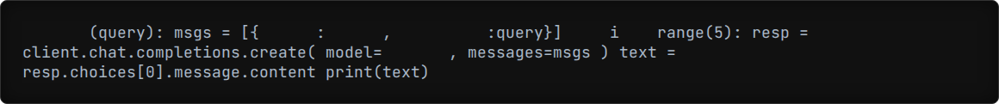 (query): msgs = [{ : , :query}] i range(5): resp =
client.chat.completions.create( model= , messages=msgs ) text =
resp.choices[0].message.content print(text)